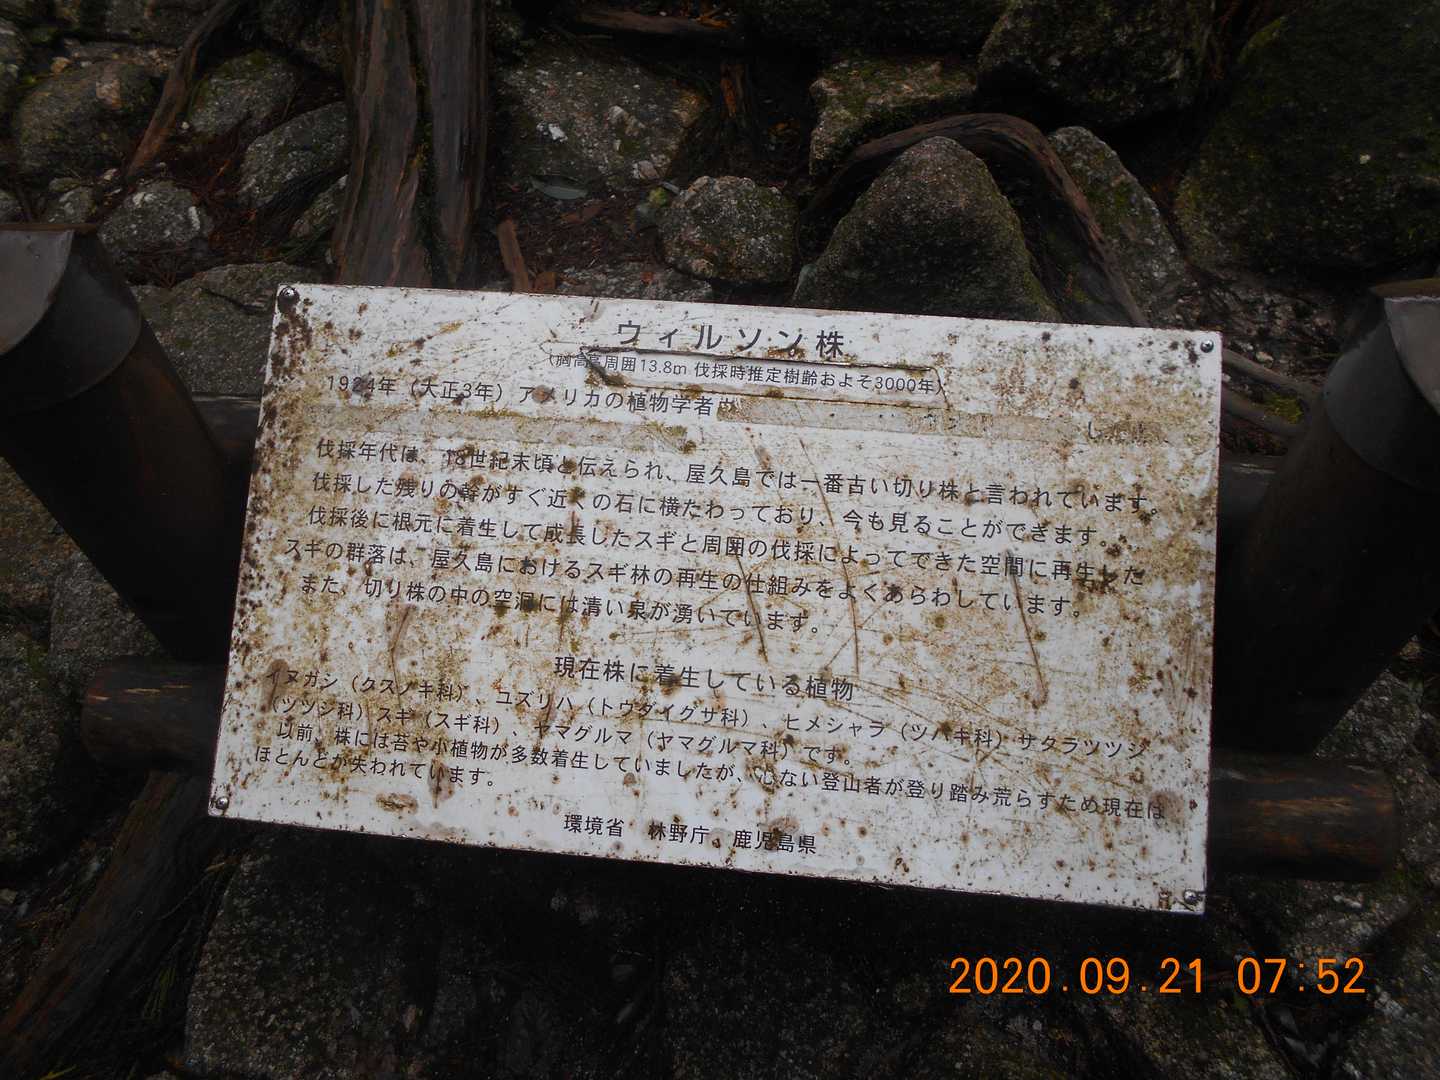 ウィルソン株
(胸高周囲13.8m 伐採時推定樹齢およそ3000年)
1924年(大正3年)アメリカの植物学者
伐採年代は、18世紀末頃と伝えられ、屋久島では一番古い切り株と言われています。
伐採した残りの幹がすぐ近くの石に横たわっており、今も見ることができます。
伐採後に根元に着生して成長したスギと周囲の伐採によってできた空間に再生した
スギの群落は、屋久島におけるスギ林の再生の仕組みをよくあらわしています。
また、切り株の中の空洞には清い泉が湧いています。
現在株に着生している植物
イヌガシ(クスノキ科)、ユズリハ(トウダイグサ科)、ヒメシャラ(ツバキ科)サタラツツジ
(ツツジ科)スギ(スギ科)、ヤマグルマ(ヤマグルマ科)です。
以前、株には苔や小植物が多数着生していましたが、心ない登山者が登り踏み荒らすため現在は
ほとんどが失われています。
環境省 林野庁 鹿児島県
2020.09.21 07:52